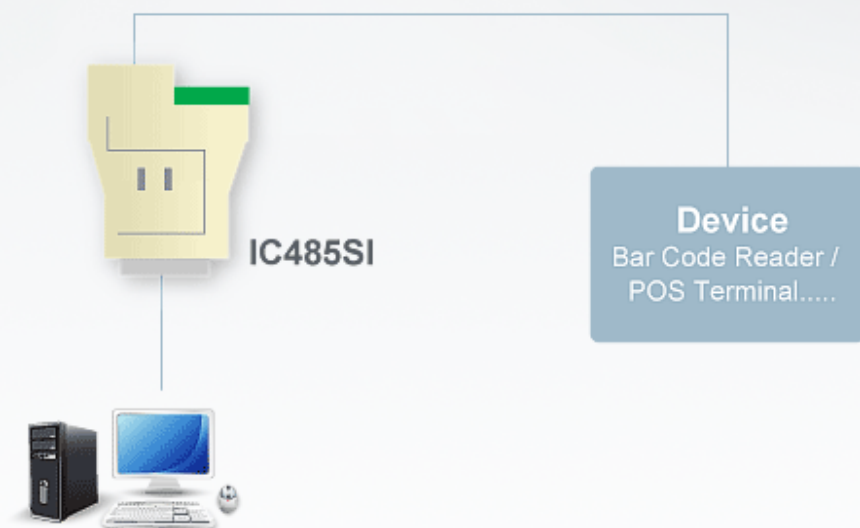 IC485SI
Device
Bar Code Reader /
POS Terminal.....